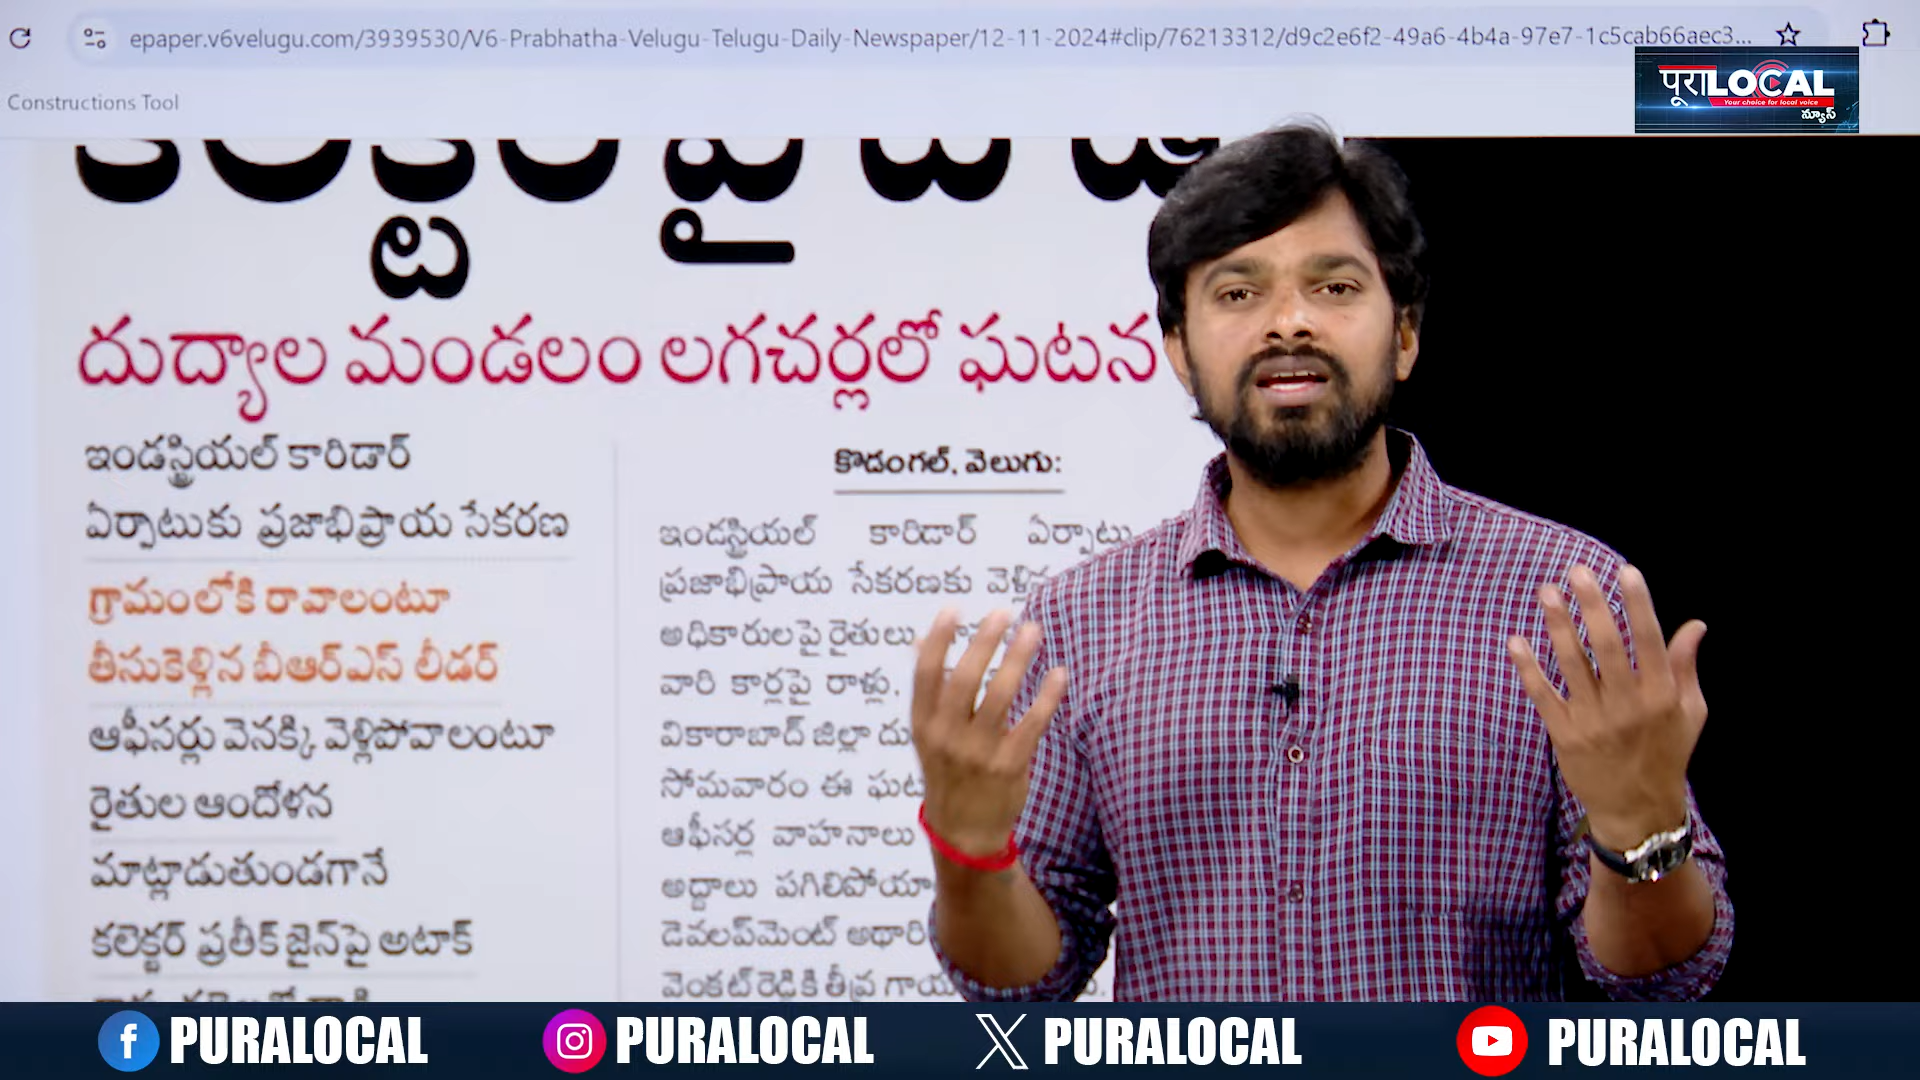 epaper.v6velugu.com/3939530/V6-Prabhatha-Velugu-Telugu-Daily-Newspaper/12-11-2024#clip/76213312/d9c2e6f2-49a6-4b4a-97e7-1c5cab66aec3...
Constructions Tool
पूरा LOCAL
Your choice for local voice
న్యూస్
దుద్యాల మండలం లగచర్లలో ఘటన
ఇండస్ట్రియల్ కారిడార్
ఏర్పాటుకు ప్రజాభిప్రాయ సేకరణ
గ్రామంలోకి రావాలంటూ
తీసుకెళ్లిన బీఆర్ఎస్ లీడర్
ఆఫీసర్లు వెనక్కి వెళ్లిపోవాలంటూ
రైతుల ఆందోళన
మాట్లాడుతుండగానే
కలెక్టర్ ప్రతీక్ జైన్‌పై అటాక్
కొడంగల్, వెలుగు:
ఇండస్ట్రియల్ కారిడార్ ఏర్పాటు
ప్రజాభిప్రాయ సేకరణకు
అధికారులపై రైతులు
వారి కార్లపై రాళ్లు,
వికారాబాద్ జిల్లా
సోమవారం ఈ
ఆఫీసర్ల వాహనాలు
అద్దాలు
డెవలప్‌మెంట్
వెంకట్ రెడ్డికి తీవ్ర
PURALOCAL
PURALOCAL
PURALOCAL
PURALOCAL